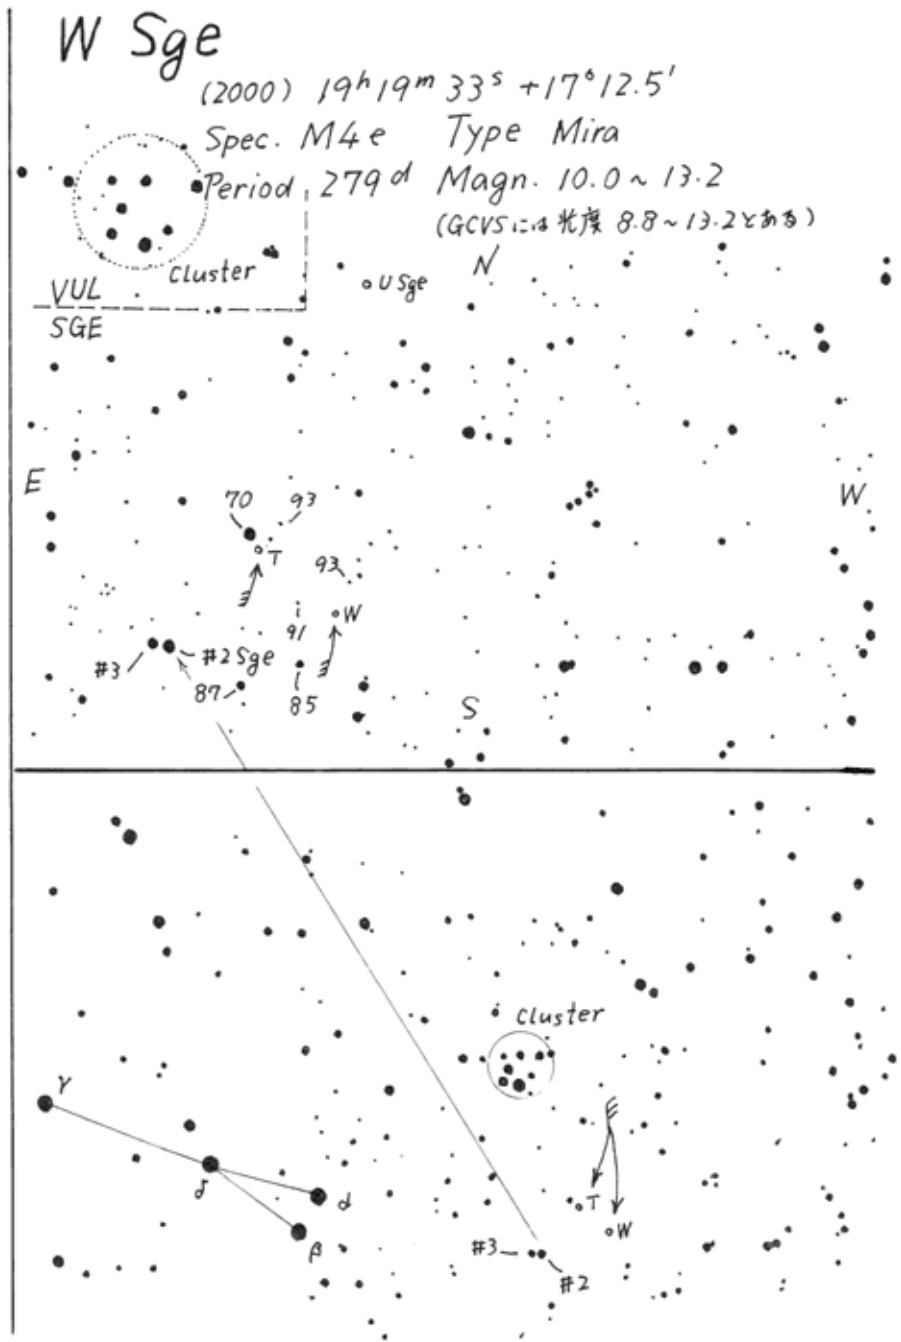 W Sge
(2000) 19h 19m 33s +17° 12.5'
Spec. M4e Type Mira
Period 279d Magn. 10.0 ~ 13.2
(GCVSには光度 8.8~13.2とある)
N
Cluster
U Sge
VUL
SGE
E
W
70
93
T
93
W
91
#3
#2 Sge
87
85
S
Cluster
γ
δ
α
β
T
W
#3
#2